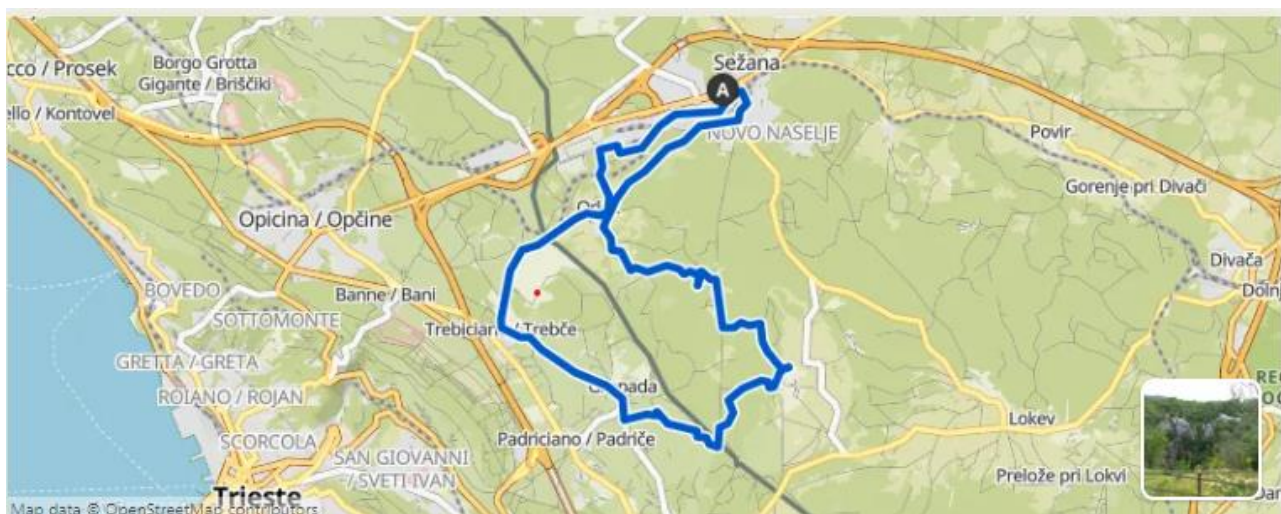 Sežana
Borgo Grotta
Gigante / Briščiki
cco / Prosek
ello / Kontovel
A
NOVO NASELJE
Povir
Gorenje pri Divači
Opicina / Opčine
Divača
BOVEDO
Banne / Bani
SOTTOMONTE
Trebiciano / Trebče
GRETTA / GRETA
ROIANO / ROJAN
Lokev
SCORCOLA
Padriciano / Padriče
SAN GIOVANNI
/ SVETI IVAN
Prelože pri Lokvi
Trieste
Map data © OpenStreetMap contributors